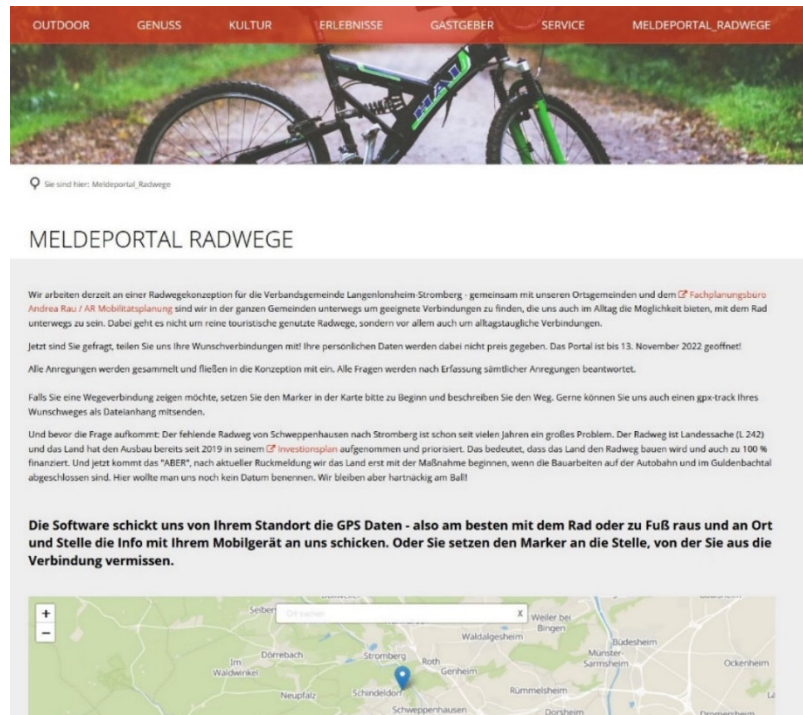 OUTDOOR GENUSS KULTUR ERLEBNISSE GASTGEBER SERVICE MELDEPORTAL_RADWEGE
HAI
Sie sind hier: Meldeportal_Radwege
MELDEPORTAL RADWEGE
Wir arbeiten derzeit an einer Radwegekonzeption für die Verbandsgemeinde Langenlonsheim-Stromberg - gemeinsam mit unseren Ortsgemeinden und dem Fachplanungsbüro
Andrea Rau / AR Mobilitätsplanung sind wir in der ganzen Gemeinden unterwegs um geeignete Verbindungen zu finden, die uns auch im Alltag die Möglichkeit bieten, mit dem Rad
unterwegs zu sein. Dabei geht es nicht um reine touristische genutzte Radwege, sondern vor allem auch um alltagstaugliche Verbindungen.
Jetzt sind Sie gefragt, teilen Sie uns Ihre Wunschverbindungen mit! Ihre persönlichen Daten werden dabei nicht preis gegeben. Das Portal ist bis 13. November 2022 geöffnet!
Alle Anregungen werden gesammelt und fließen in die Konzeption mit ein. Alle Fragen werden nach Erfassung sämtlicher Anregungen beantwortet.
Falls Sie eine Wegeverbindung zeigen möchte, setzen Sie den Marker in der Karte bitte zu Beginn und beschreiben Sie den Weg. Gerne können Sie uns auch einen gpx-track Ihres
Wunschweges als Dateianhang mitsenden.
Und bevor die Frage aufkommt: Der fehlende Radweg von Schweppenhausen nach Stromberg ist schon seit vielen Jahren ein großes Problem. Der Radweg ist Landessache (L 242)
und das Land hat den Ausbau bereits seit 2019 in seinem Investionsplan aufgenommen und priorisiert. Das bedeutet, dass das Land den Radweg bauen wird und auch zu 100 %
finanziert. Und jetzt kommt das "ABER", nach aktueller Rückmeldung wir das Land erst mit der Maßnahme beginnen, wenn die Bauarbeiten auf der Autobahn und im Guldenbachtal
abgeschlossen sind. Hier wollte man uns noch kein Datum benennen. Wir bleiben aber hartnäckig am Ball!
Die Software schickt uns von Ihrem Standort die GPS Daten - also am besten mit dem Rad oder zu Fuß raus und an Ort
und Stelle die Info mit Ihrem Mobilgerät an uns schicken. Oder Sie setzen den Marker an die Stelle, von der Sie aus die
Verbindung vermissen.
+
−
Ort suchen
X
Seiber
Weiler bei
Bingen
Waldalgesheim
Büdesheim
Dörrebach
Stromberg
Roth
Genheim
Münster-
Sarmsheim
Ockenheim
Im
Waldwinkel
Neupfalz
Schindeldorf
Rümmelsheim
Schweppenhausen
Dorsheim